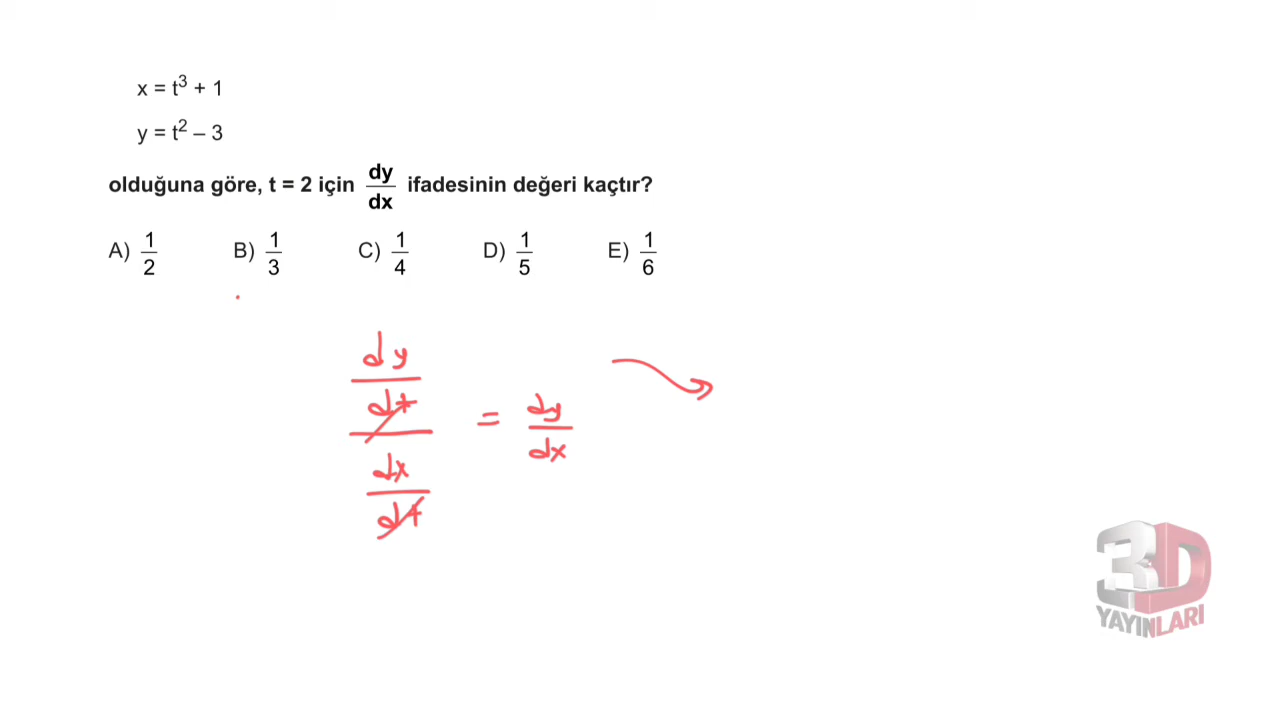 x = t³ + 1
y = t² – 3
olduğuna göre, t = 2 için dy/dx ifadesinin değeri kaçtır?
A) 1/2 B) 1/3 C) 1/4 D) 1/5 E) 1/6
dy/dt / dx/dt = dy/dx
3D
YAYINLARI